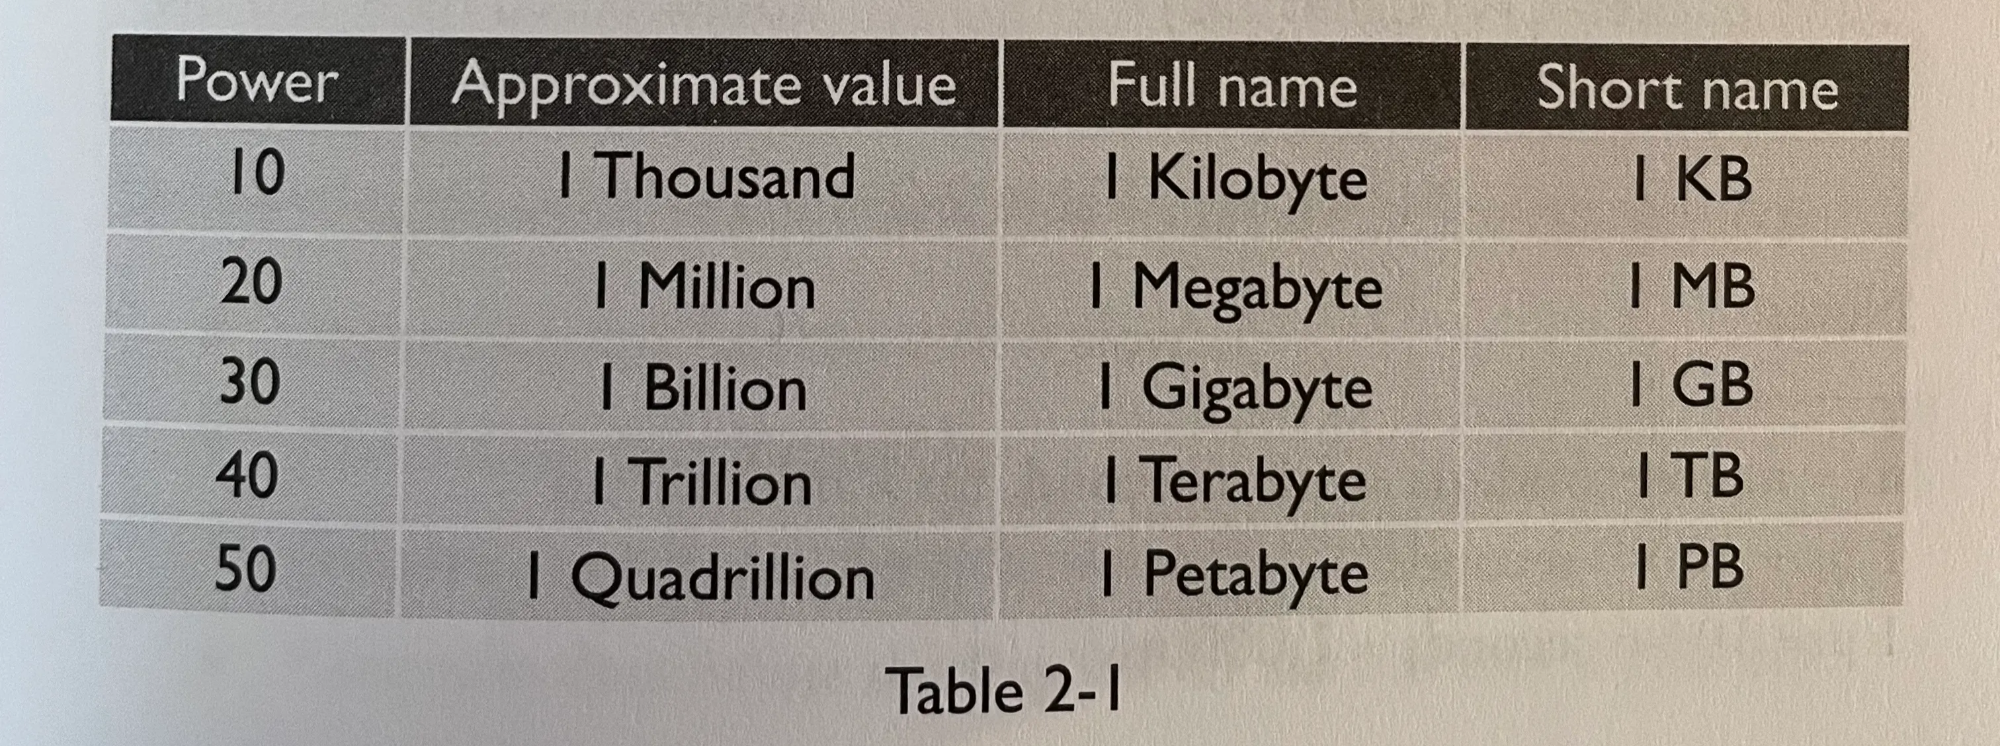 Power Approximate value Full name Short name
10 1 Thousand 1 Kilobyte 1 KB
20 1 Million 1 Megabyte 1 MB
30 1 Billion 1 Gigabyte 1 GB
40 1 Trillion 1 Terabyte 1 TB
50 1 Quadrillion 1 Petabyte 1 PB
Table 2-1